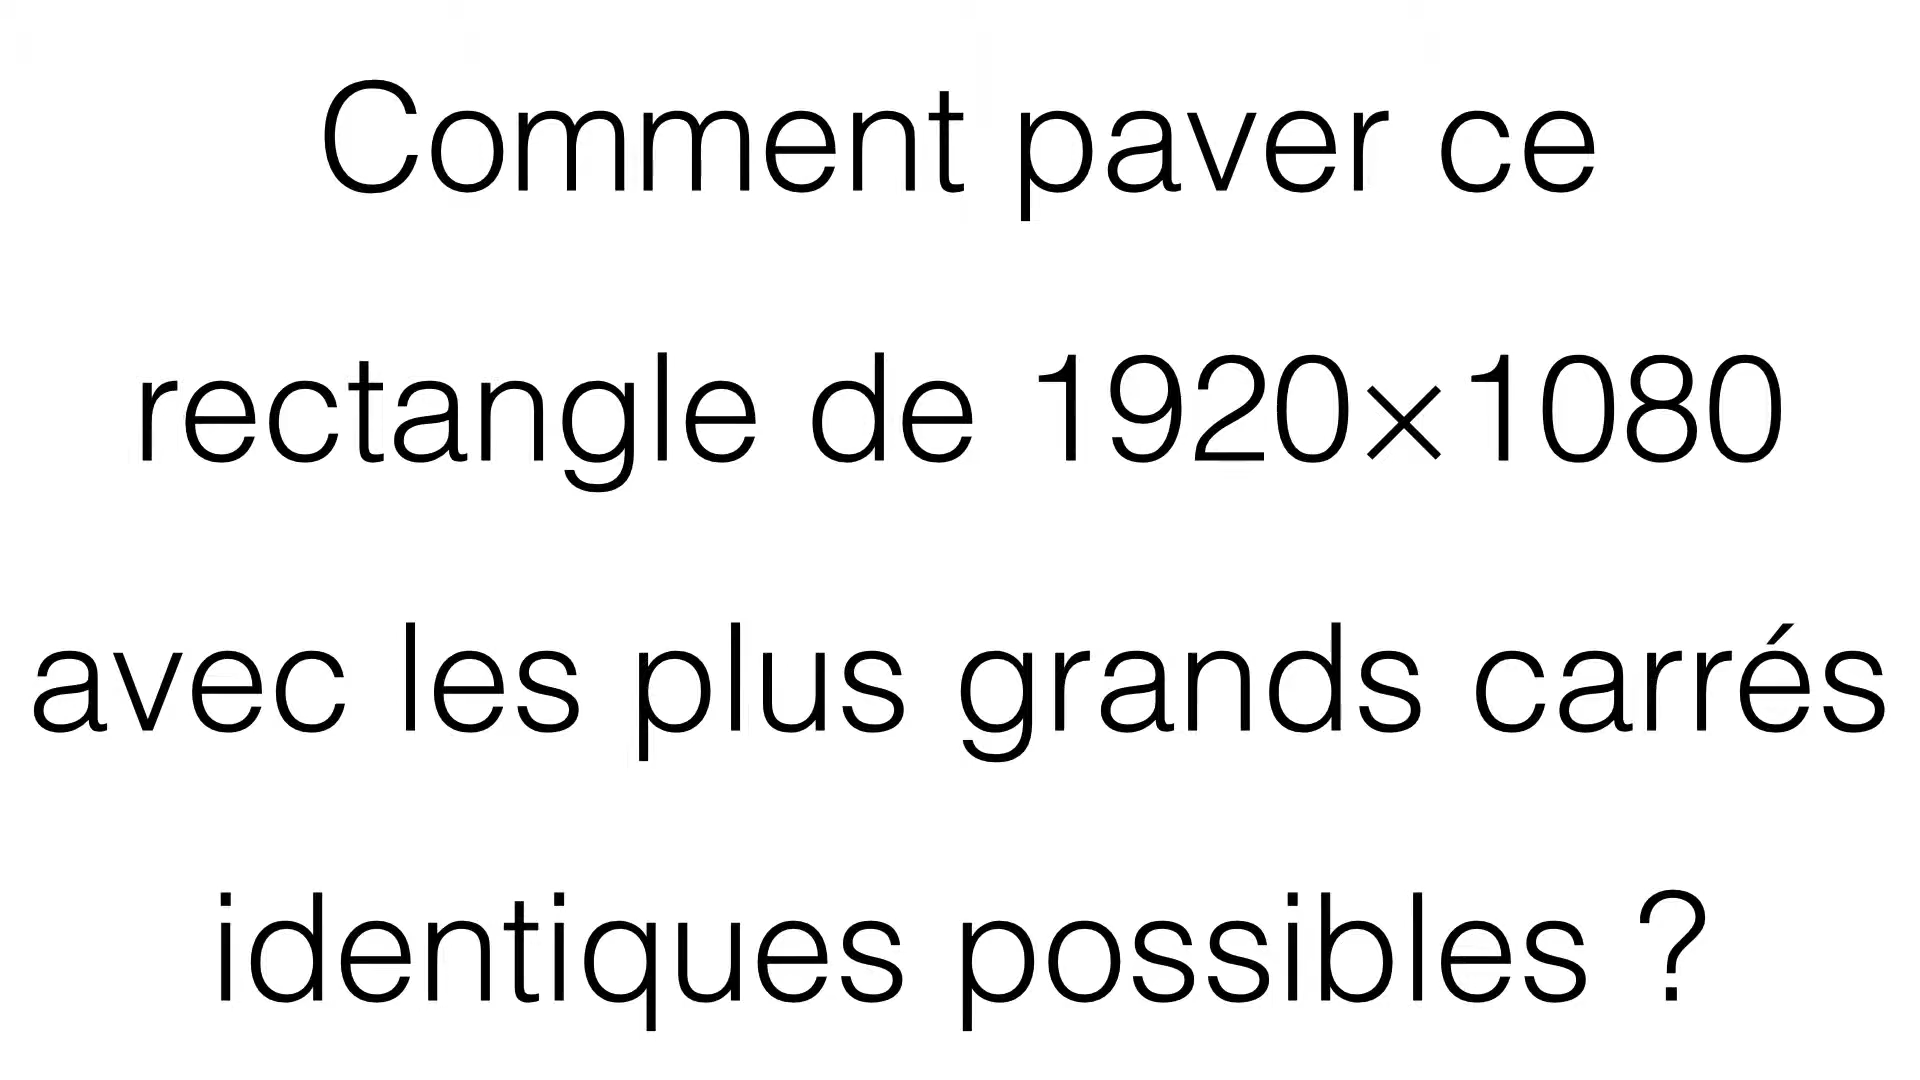 Comment paver ce
rectangle de 1920×1080
avec les plus grands carrés
identiques possibles ?